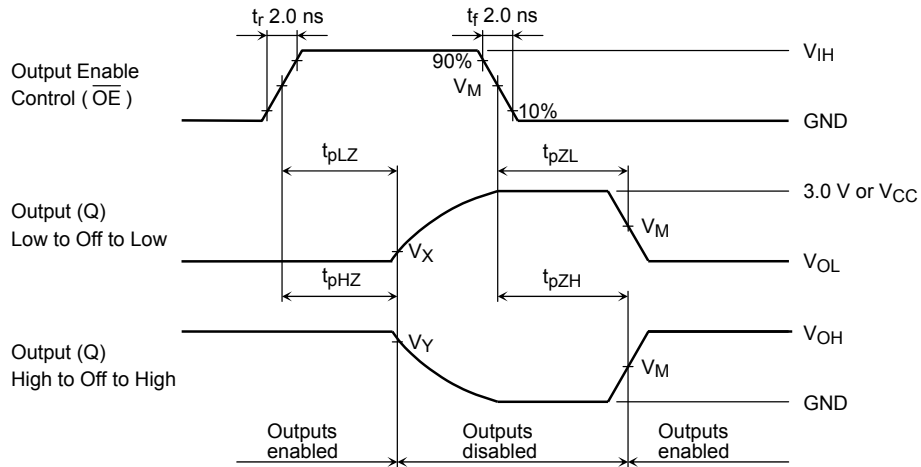 tr 2.0 ns
tf 2.0 ns
Output Enable
Control ( OE )
90%
VM
10%
VIH
GND
tpLZ
tpZL
3.0 V or VCC
Output (Q)
Low to Off to Low
VX
VM
VOL
tpHZ
tpZH
VOH
Output (Q)
High to Off to High
VY
VM
GND
Outputs
enabled
Outputs
disabled
Outputs
enabled